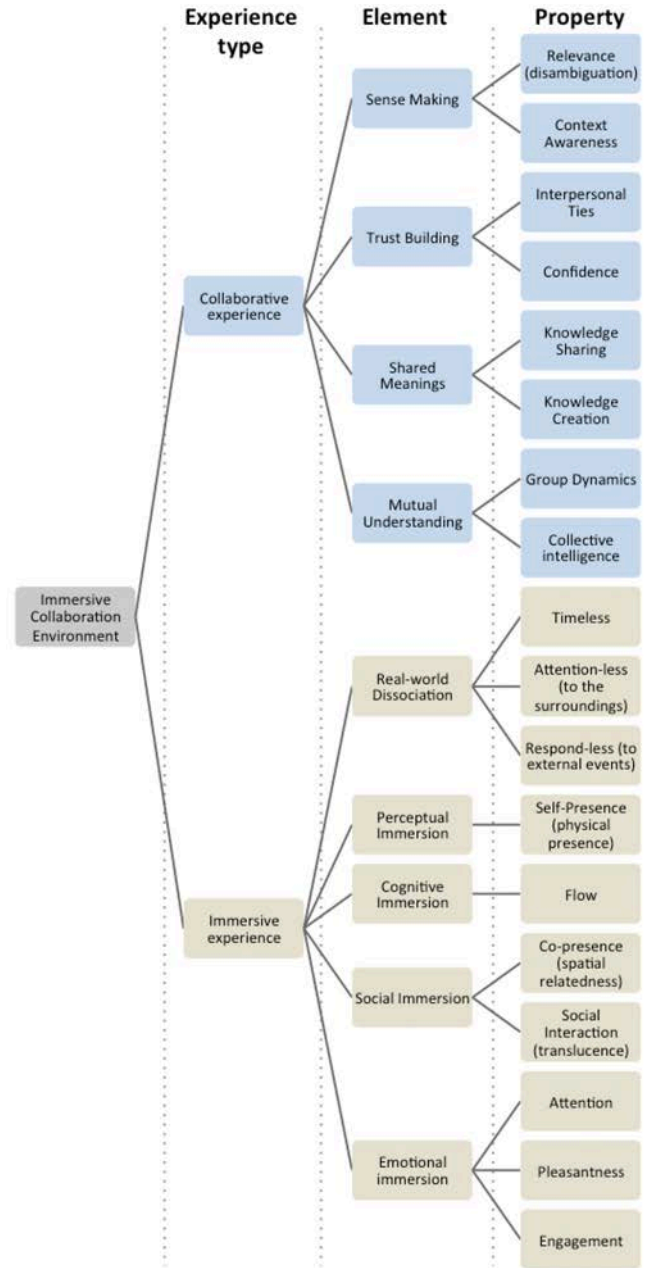 Experience
type
Element
Property
Sense Making
Relevance
(disambiguation)
Context
Awareness
Trust Building
Interpersonal
Ties
Confidence
Collaborative
experience
Shared
Meanings
Knowledge
Sharing
Knowledge
Creation
Mutual
Understanding
Group Dynamics
Collective
intelligence
Immersive
Collaboration
Environment
Real-world
Dissociation
Timeless
Attention-less
(to the
surroundings)
Respond-less (to
external events)
Perceptual
Immersion
Self-Presence
(physical
presence)
Cognitive
Immersion
Flow
Immersive
experience
Social Immersion
Co-presence
(spatial
relatedness)
Social
Interaction
(translucence)
Emotional
immersion
Attention
Pleasantness
Engagement